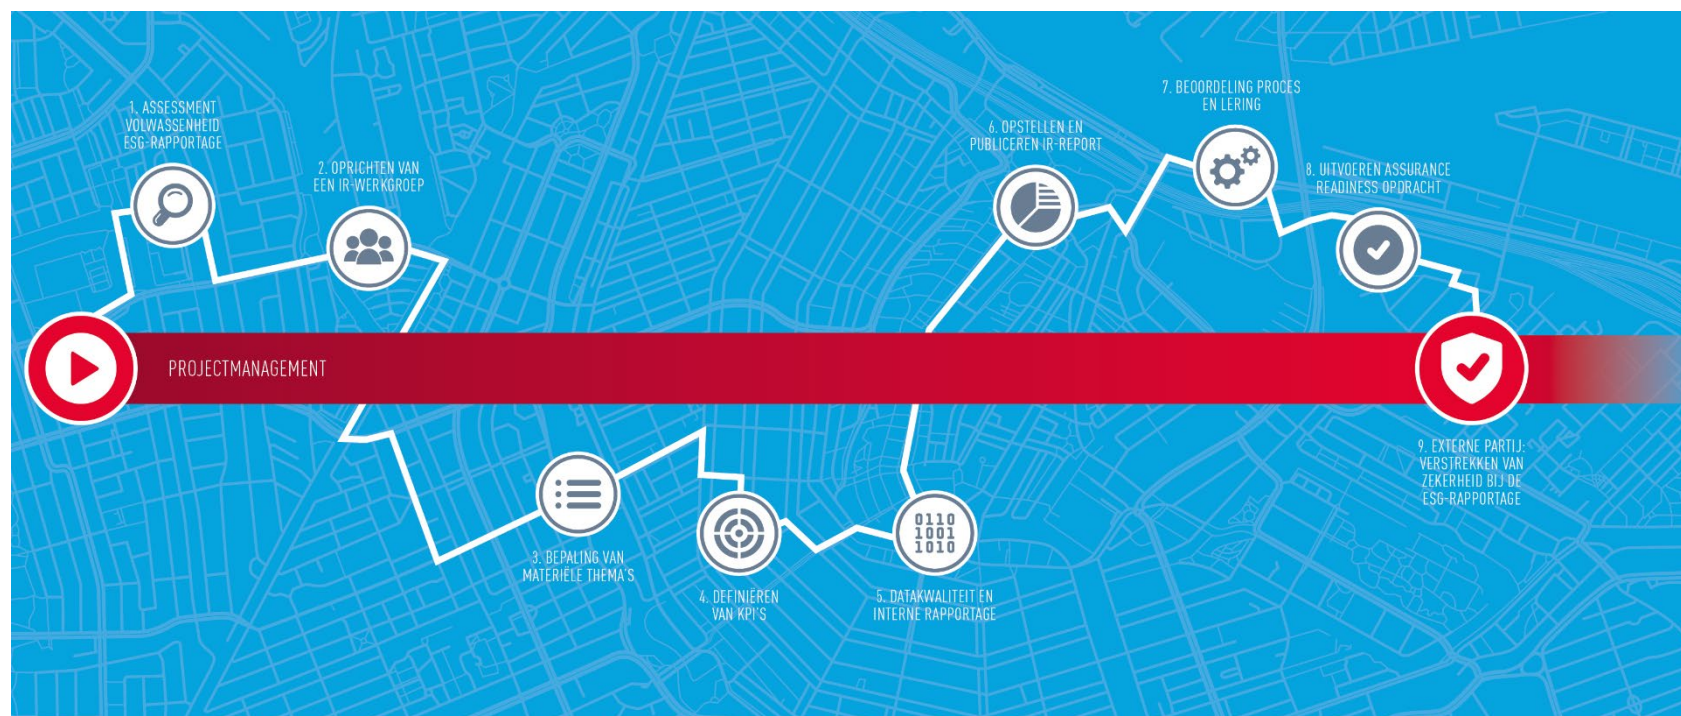 1. ASSESSMENT
VOLWASSENHEID
ESG-RAPPORTAGE
2. OPRICHTEN VAN
EEN IR-WERKGROEP
PROJECTMANAGEMENT
3. BEPALING VAN
MATERIËLE THEMA'S
4. DEFINIËREN
VAN KPI'S
0110
1001
1010
5. DATAKWALITEIT EN
INTERNE RAPPORTAGE
6. OPSTELLEN EN
PUBLICEREN IR-REPORT
7. BEOORDELING PROCES
EN LERING
8. UITVOEREN ASSURANCE
READINESS OPDRACHT
9. EXTERNE PARTIJ:
VERSTREKKEN VAN
ZEKERHEID BIJ DE
ESG-RAPPORTAGE